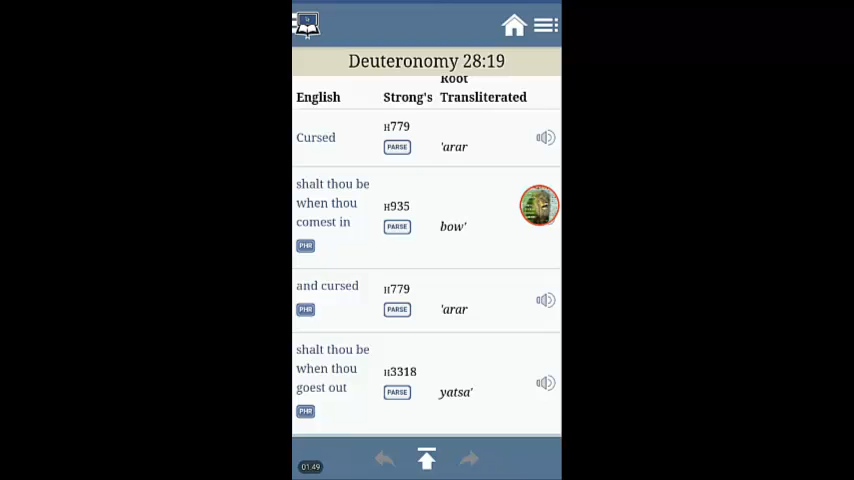 Deuteronomy 28:19
Root
English Strong's Transliterated
Cursed
H779
PARSE
'arar
shalt thou be
when thou
comest in
PHR
H935
PARSE
bow'
and cursed
PHR
H779
PARSE
'arar
shalt thou be
when thou
goest out
PHR
H3318
PARSE
yatsa'
01:49